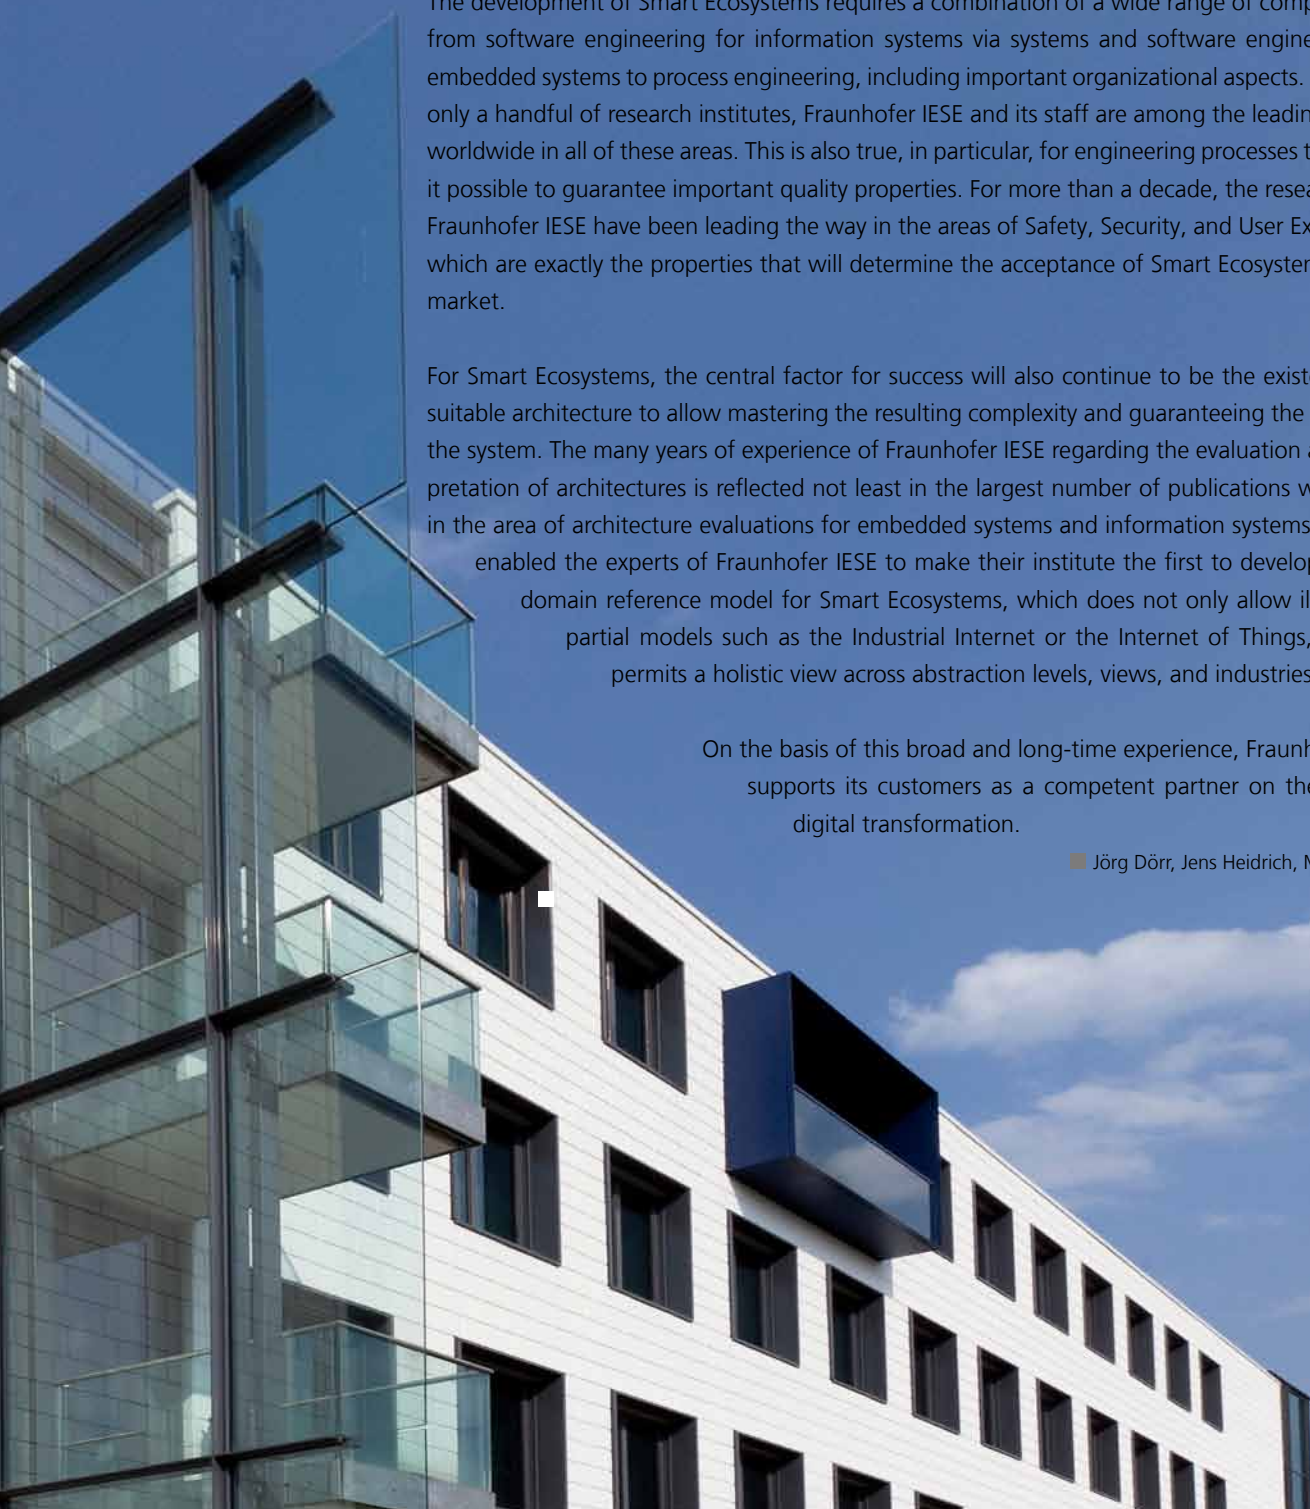 The development of Smart Ecosystems requires a combination of a wide range of
from software engineering for information systems via systems and software
embedded systems to process engineering, including important organizational aspects.
only a handful of research institutes, Fraunhofer IESE and its staff are among the
worldwide in all of these areas. This is also true, in particular, for engineering processes
it possible to guarantee important quality properties. For more than a decade, the
Fraunhofer IESE have been leading the way in the areas of Safety, Security, and User
which are exactly the properties that will determine the acceptance of Smart
market.
For Smart Ecosystems, the central factor for success will also continue to be the
suitable architecture to allow mastering the resulting complexity and guaranteeing the
the system. The many years of experience of Fraunhofer IESE regarding the evaluation
pretation of architectures is reflected not least in the largest number of publications
in the area of architecture evaluations for embedded systems and information systems
enabled the experts of Fraunhofer IESE to make their institute the first to
domain reference model for Smart Ecosystems, which does not only allow
partial models such as the Industrial Internet or the Internet of Things,
permits a holistic view across abstraction levels, views, and industries
On the basis of this broad and long-time experience,
supports its customers as a competent partner on
digital transformation.
Jörg Dörr, Jens Heidrich,